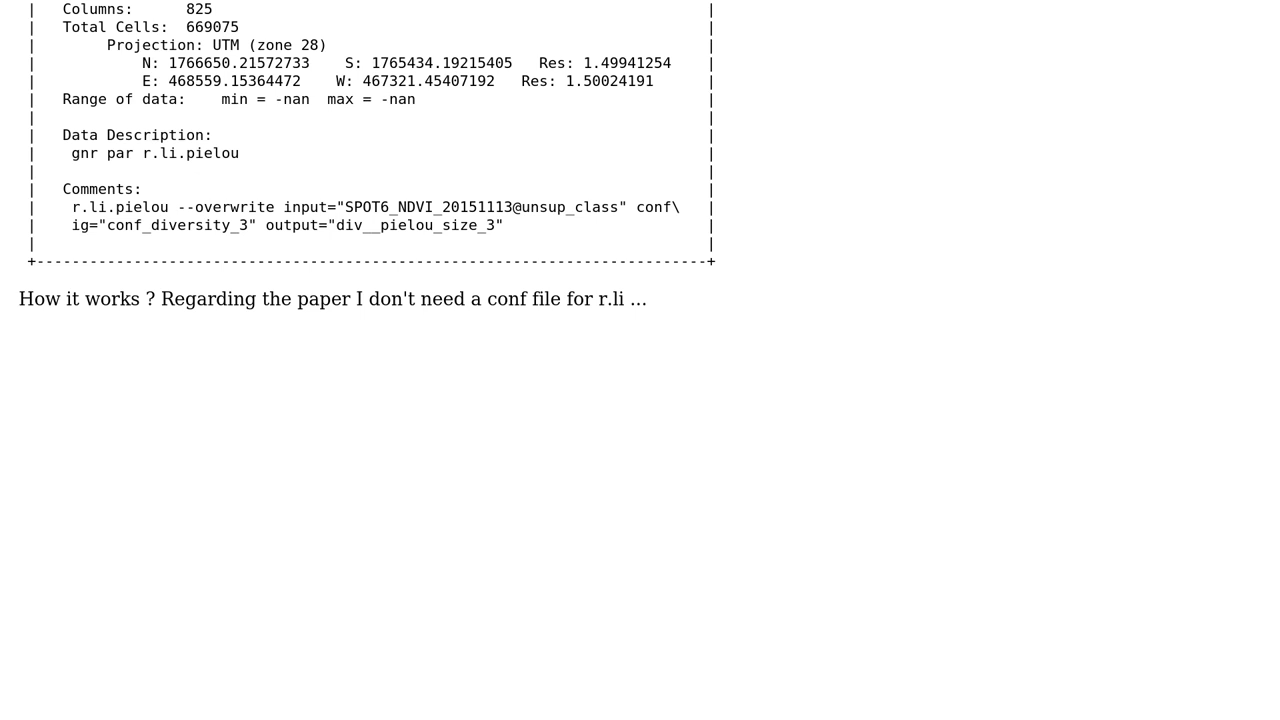 |   Columns:      825                                                        |
|   Total Cells:  669075                                                     |
|        Projection: UTM (zone 28)                                           |
|            N: 1766650.21572733    S: 1765434.19215405   Res: 1.49941254    |
|            E: 468559.15364472    W: 467321.45407192   Res: 1.50024191      |
|   Range of data:    min = -nan  max = -nan                                 |
|                                                                            |
|   Data Description:                                                        |
|    gnr par r.li.pielou                                                     |
|                                                                            |
|   Comments:                                                                |
|    r.li.pielou --overwrite input="SPOT6_NDVI_20151113@unsup_class" conf\   |
|    ig="conf_diversity_3" output="div__pielou_size_3"                       |
|                                                                            |
+----------------------------------------------------------------------------+
How it works ? Regarding the paper I don't need a conf file for r.li ...